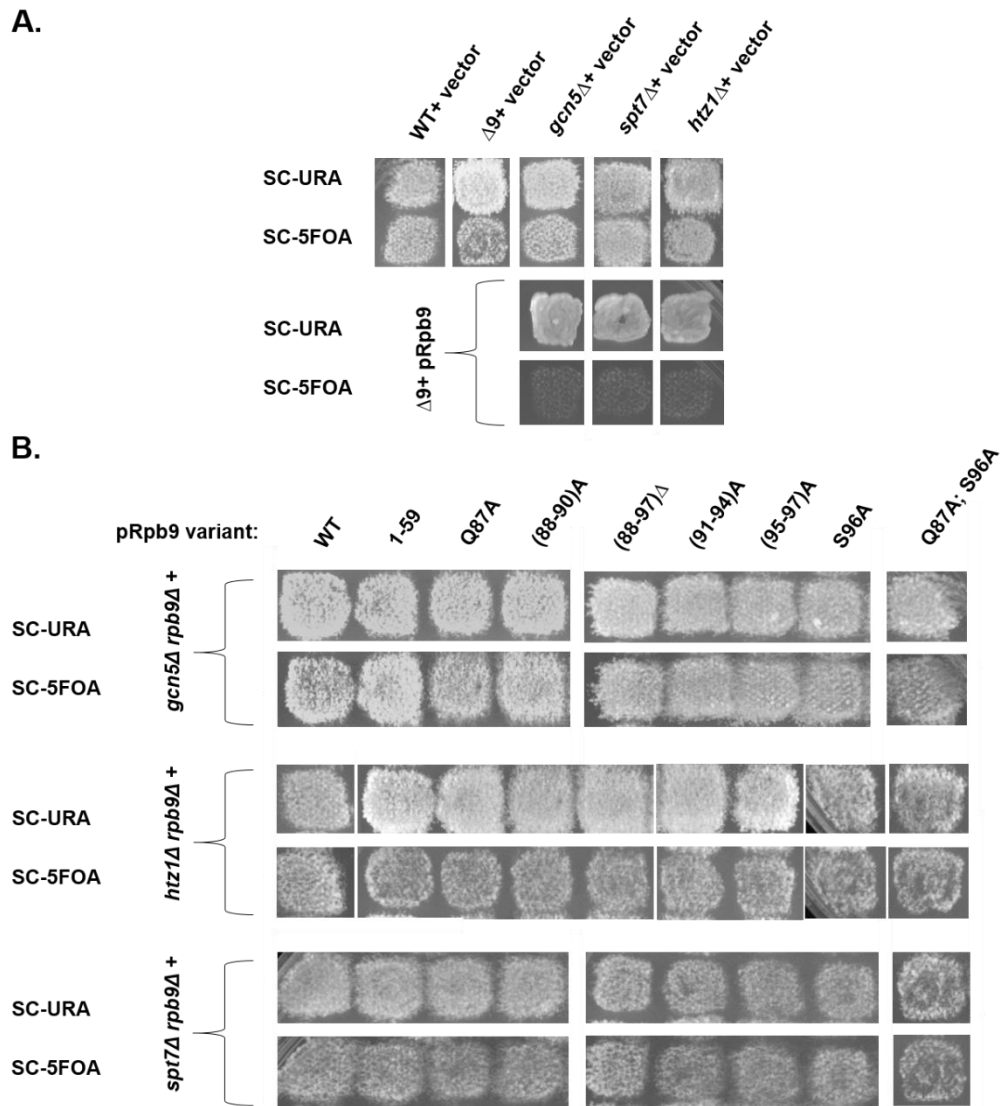 A.
WT+ vector
Δ9+ vector
gcn5Δ+ vector
spt7Δ+ vector
htz1Δ+ vector
SC-URA
SC-5FOA
Δ9+ pRpb9
SC-URA
SC-5FOA
B.
pRpb9 variant:
WT
1-59
Q87A
(88-90)A
(88-97)Δ
(91-94)A
(95-97)A
S96A
Q87A; S96A
gcn5Δ rpb9Δ +
SC-URA
SC-5FOA
htz1Δ rpb9Δ +
SC-URA
SC-5FOA
spt7Δ rpb9Δ +
SC-URA
SC-5FOA